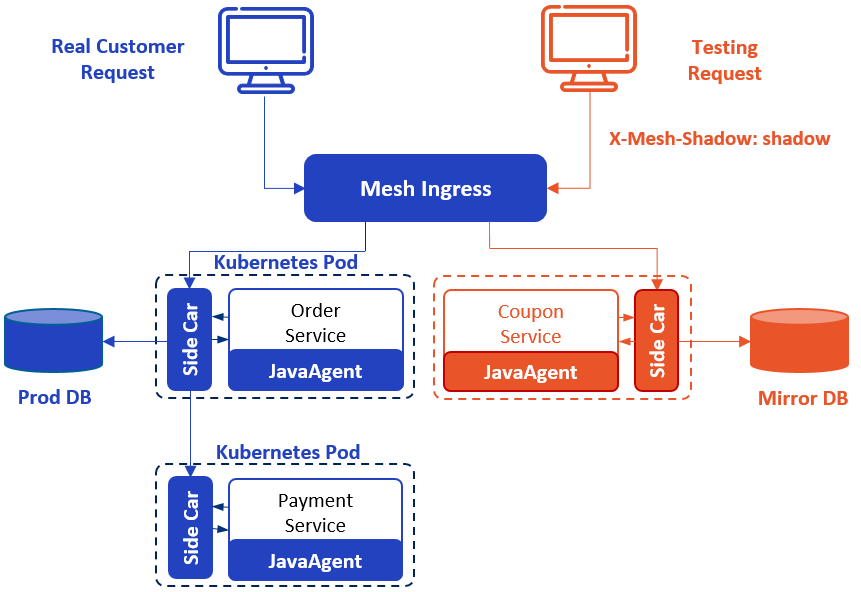 Real Customer
Request
Testing
Request
X-Mesh-Shadow: shadow
Mesh Ingress
Kubernetes Pod
Side Car
Order
Service
JavaAgent
Coupon
Service
JavaAgent
Side Car
Prod DB
Mirror DB
Kubernetes Pod
Side Car
Payment
Service
JavaAgent